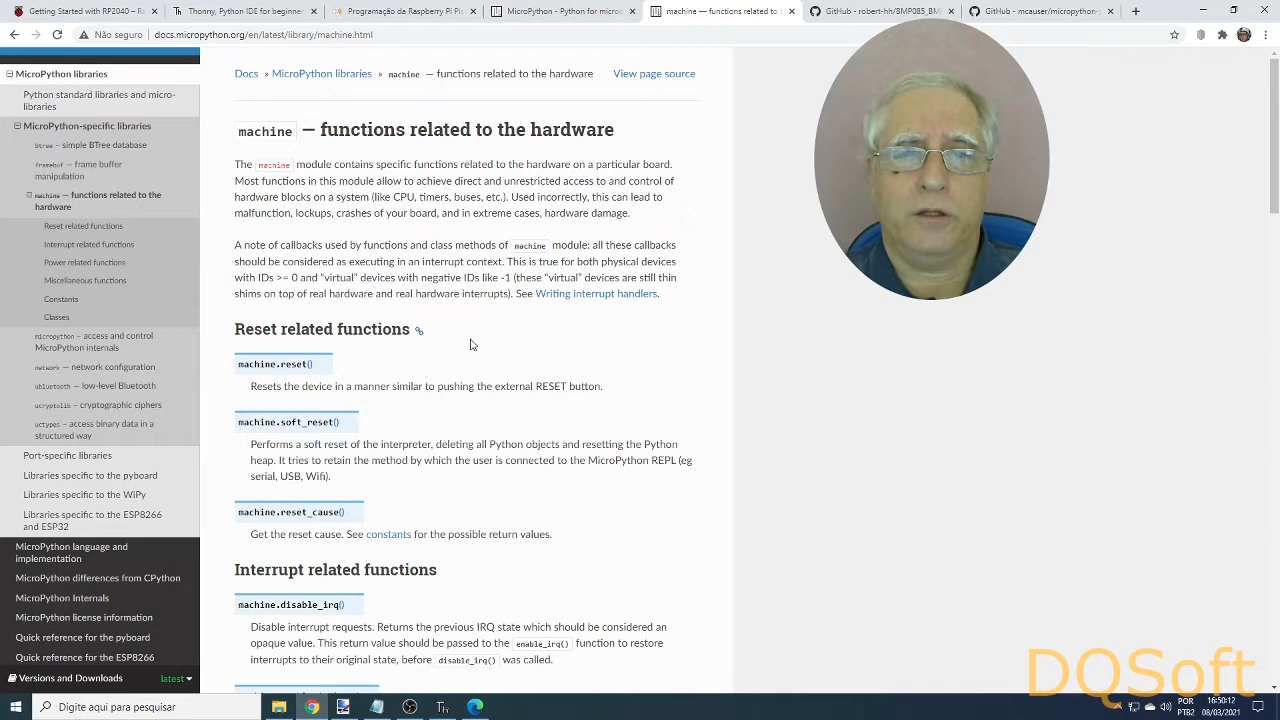 Getting Started with RP2040 – Ra
Thonny, Python IDE for beginner
Programação da Raspberry Pi Pic
MicroPython - Python for microc
machine — functions related to
GitHub - robert-hh/BMP085_BM
GitHub - mcauser/micropython-
Não seguro
docs.micropython.org/en/latest/library/machine.html
MicroPython libraries
Python standard libraries and micro-
libraries
MicroPython-specific libraries
btree – simple BTree database
framebuf — frame buffer
manipulation
machine — functions related to the
hardware
Reset related functions
Interrupt related functions
Power related functions
Miscellaneous functions
Constants
Classes
micropython – access and control
MicroPython internals
network — network configuration
ubluetooth — low-level Bluetooth
ucryptolib – cryptographic ciphers
uctypes – access binary data in a
structured way
Port-specific libraries
Libraries specific to the pyboard
Libraries specific to the WiPy
Libraries specific to the ESP8266
and ESP32
MicroPython language and
implementation
MicroPython differences from CPython
MicroPython Internals
MicroPython license information
Quick reference for the pyboard
Quick reference for the ESP8266
Versions and Downloads
latest
Docs » MicroPython libraries » machine — functions related to the hardware
View page source
machine — functions related to the hardware
The machine module contains specific functions related to the hardware on a particular board.
Most functions in this module allow to achieve direct and unrestricted access to and control of
hardware blocks on a system (like CPU, timers, buses, etc.). Used incorrectly, this can lead to
malfunction, lockups, crashes of your board, and in extreme cases, hardware damage.
A note of callbacks used by functions and class methods of machine module: all these callbacks
should be considered as executing in an interrupt context. This is true for both physical devices
with IDs >= 0 and “virtual” devices with negative IDs like -1 (these “virtual” devices are still thin
shims on top of real hardware and real hardware interrupts). See Writing interrupt handlers.
Reset related functions
machine.reset()
Resets the device in a manner similar to pushing the external RESET button.
machine.soft_reset()
Performs a soft reset of the interpreter, deleting all Python objects and resetting the Python
heap. It tries to retain the method by which the user is connected to the MicroPython REPL (eg
serial, USB, Wifi).
machine.reset_cause()
Get the reset cause. See constants for the possible return values.
Interrupt related functions
machine.disable_irq()
Disable interrupt requests. Returns the previous IRQ state which should be considered an
opaque value. This return value should be passed to the enable_irq() function to restore
interrupts to their original state, before disable_irq() was called.
DQSoft
Digite aqui para pesquisar
POR
PTB2
16:50:12
08/03/2021